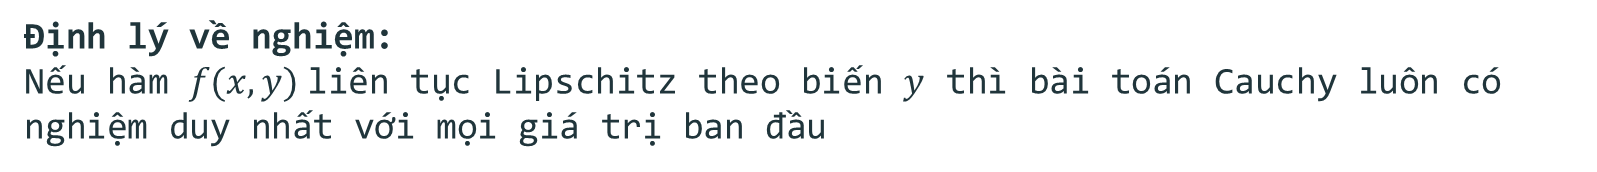 Định lý về nghiệm:
Nếu hàm f(x, y) liên tục Lipschitz theo biến y thì bài toán Cauchy luôn có
nghiệm duy nhất với mọi giá trị ban đầu